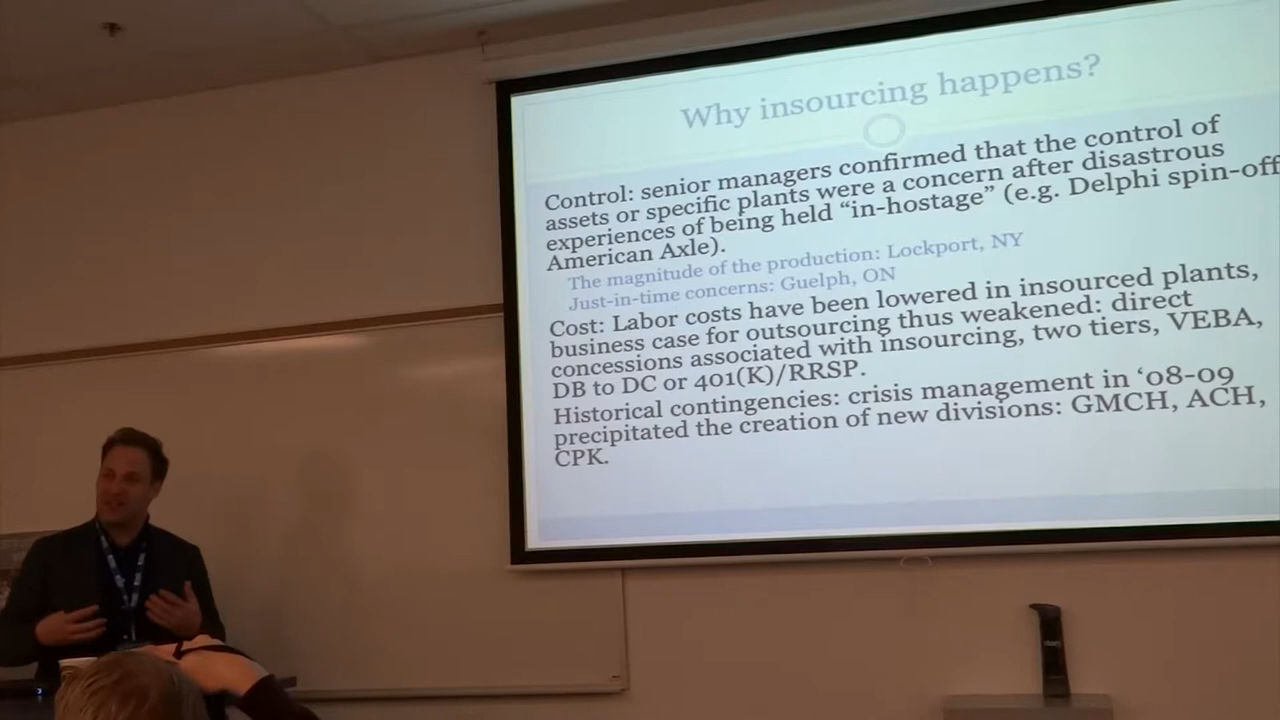 Why insourcing happens?
Control: senior managers confirmed that the control of
assets or specific plants were a concern after disastrous
experiences of being held “in-hostage” (e.g. Delphi spin-off
American Axle).
The magnitude of the production: Lockport, NY
Just-in-time concerns: Guelph, ON
Cost: Labor costs have been lowered in insourced plants,
business case for outsourcing thus weakened: direct
concessions associated with insourcing, two tiers, VEBA,
DB to DC or 401(K)/RRSP.
Historical contingencies: crisis management in ‘08-09
precipitated the creation of new divisions: GMCH, ACH,
CPK.